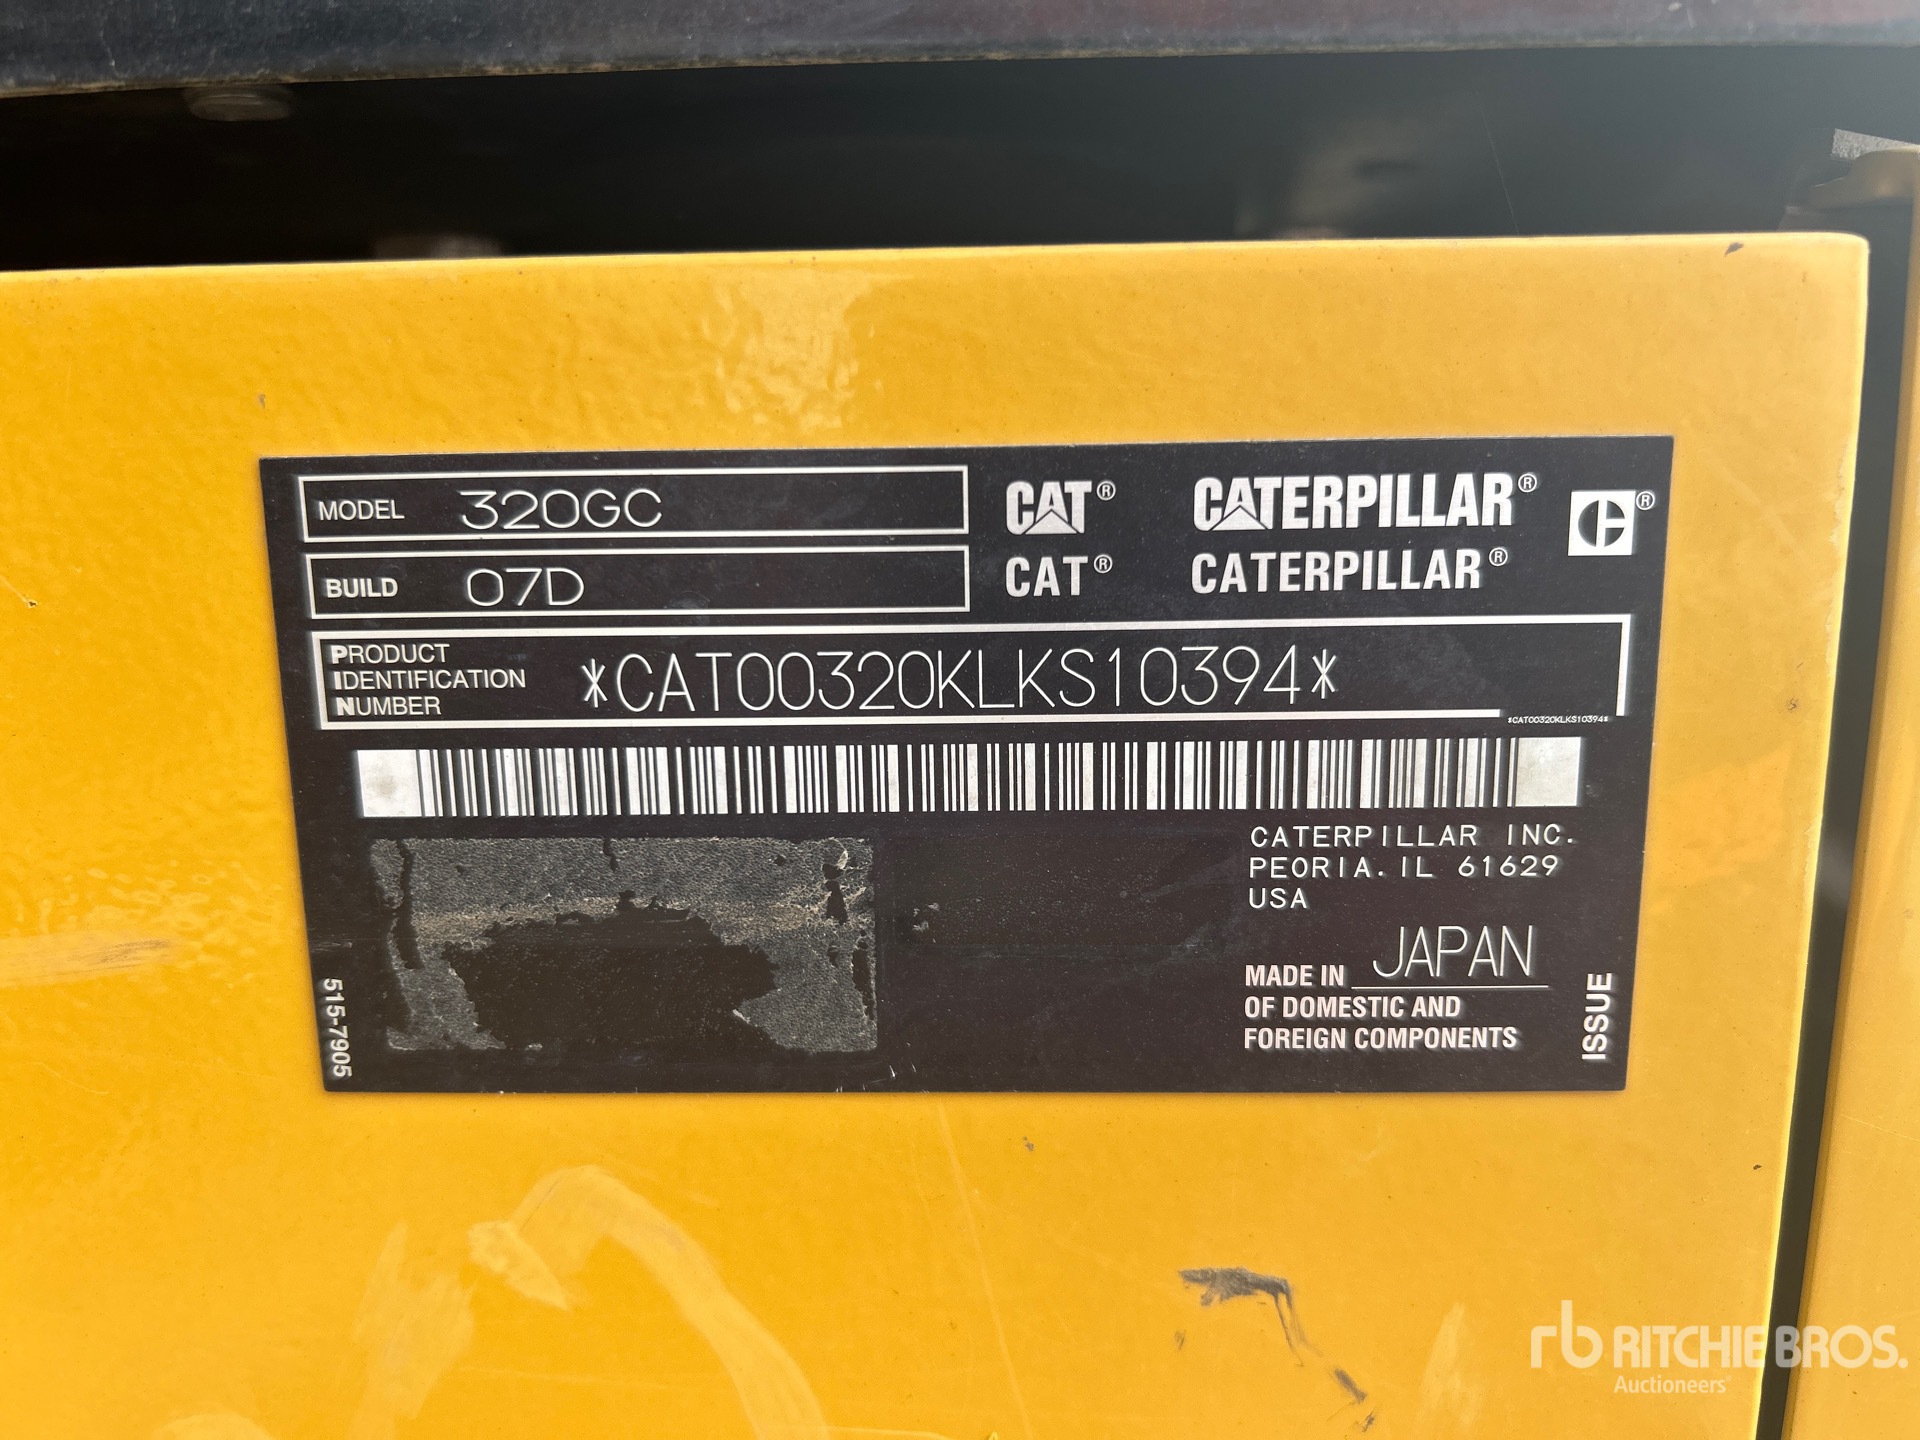 MODEL 320GC
BUILD 07D
CAT® CATERPILLAR® ®
CAT® CATERPILLAR®
PRODUCT
IDENTIFICATION
NUMBER
*CAT00320KLKS10394*
*CAT00320KLKS10394*
CATERPILLAR INC.
PEORIA. IL 61629
USA
MADE IN JAPAN
OF DOMESTIC AND
FOREIGN COMPONENTS
ISSUE
515-7905
rb RITCHIE BROS.
Auctioneers